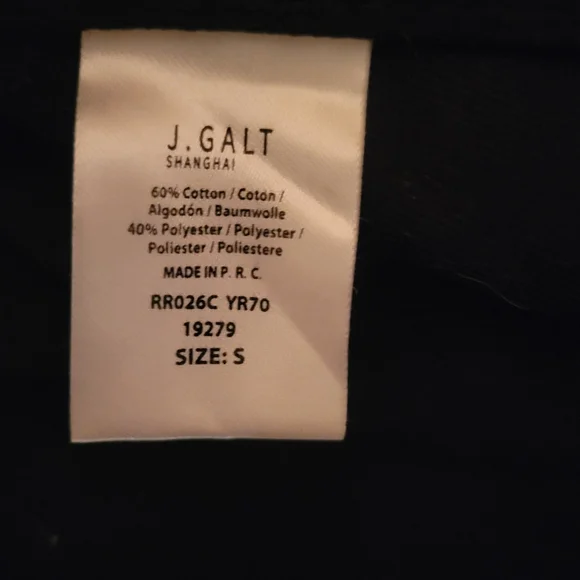 J.GALT
SHANGHAI
60% Cotton / Coton /
Algodón / Baumwolle
40% Polyester / Polyester /
Poliester / Poliestere
MADE IN P. R. C.
RR026C YR70
19279
SIZE: S